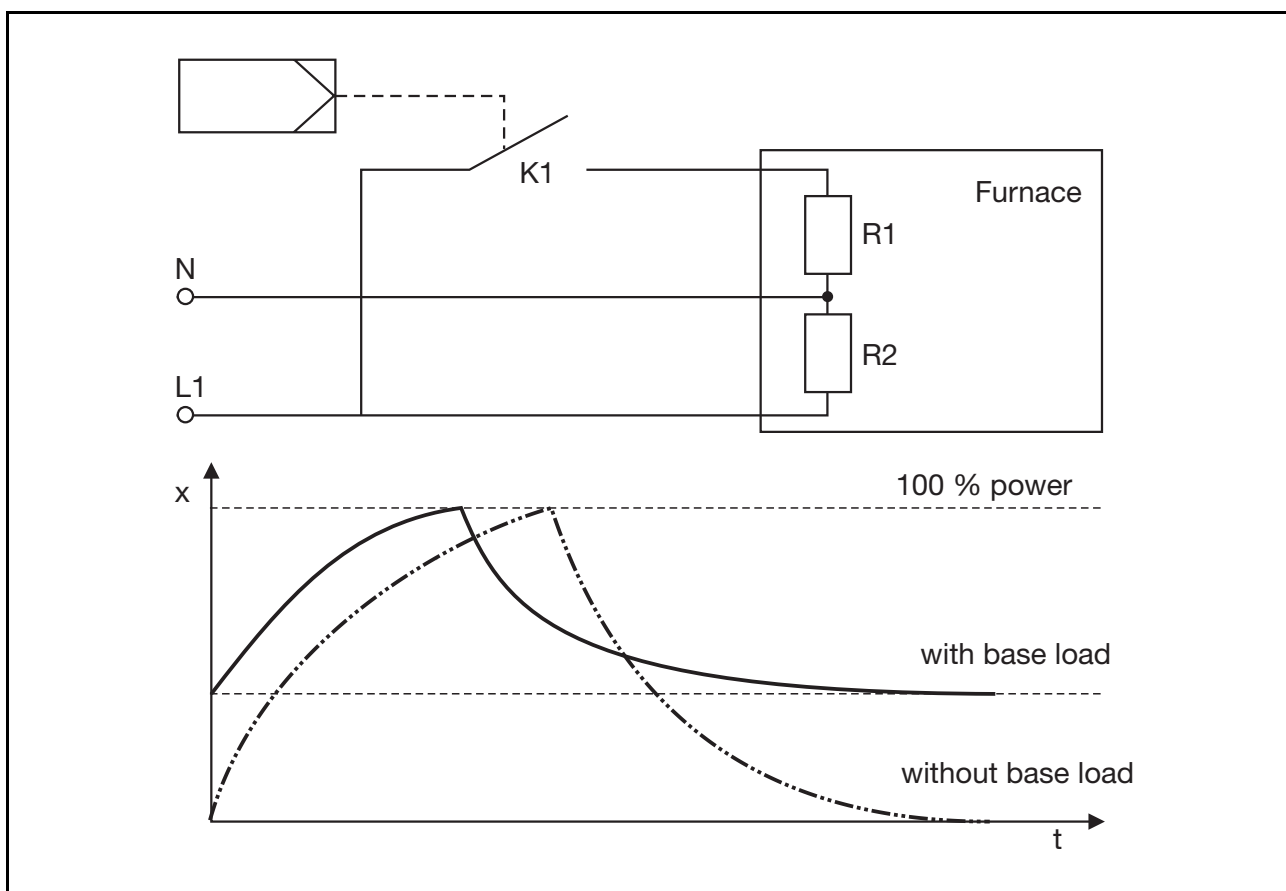 K1
Furnace
R1
N
R2
L1
x
100 % power
with base load
without base load
t